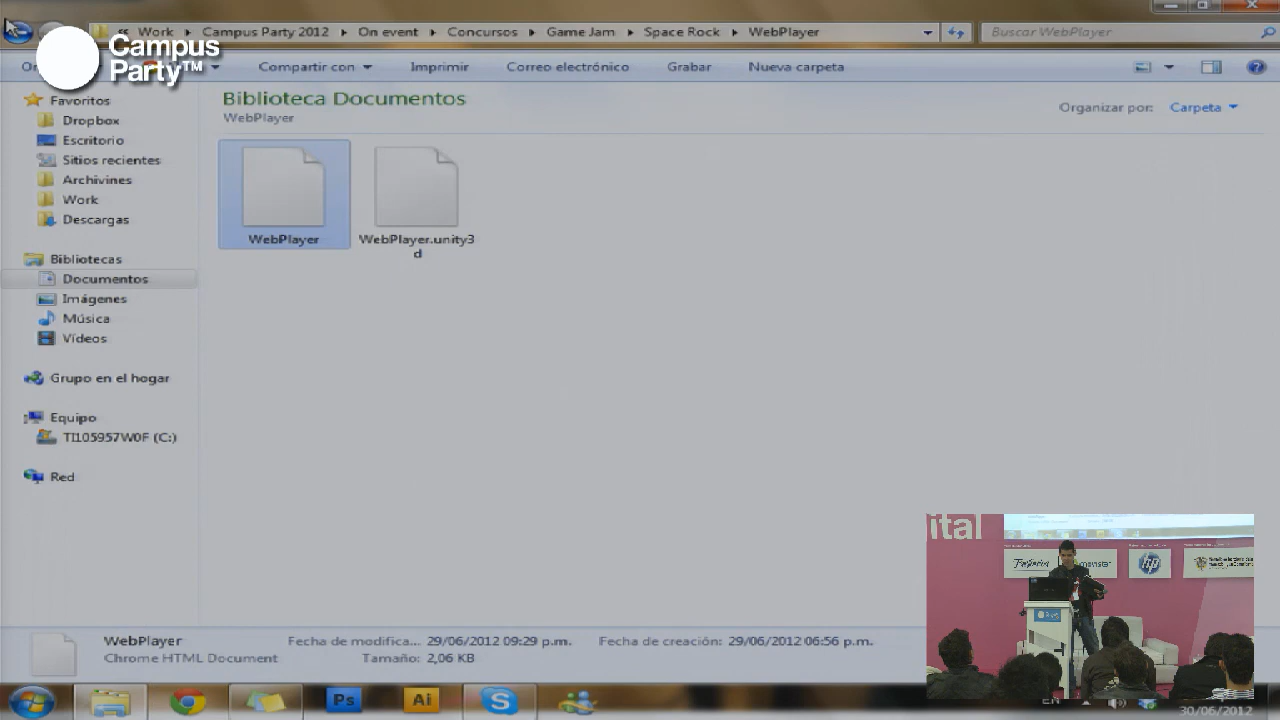 Campus
Party™
« Work ▸ Campus Party 2012 ▸ On event ▸ Concursos ▸ Game Jam ▸ Space Rock ▸ WebPlayer
Buscar WebPlayer
Compartir con Imprimir Correo electrónico Grabar Nueva carpeta
Favoritos
Dropbox
Escritorio
Sitios recientes
Archivines
Work
Descargas
Bibliotecas
Documentos
Imágenes
Música
Vídeos
Grupo en el hogar
Equipo
TI105957W0F (C:)
Red
Biblioteca Documentos
WebPlayer
Organizar por: Carpeta
WebPlayer
WebPlayer.unity3
d
WebPlayer Fecha de modifica... 29/06/2012 09:29 p.m. Fecha de creación: 29/06/2012 06:56 p.m.
Chrome HTML Document Tamaño: 2,06 KB
ital
movistar
hp
Ps
Ai
EN
30/06/2012